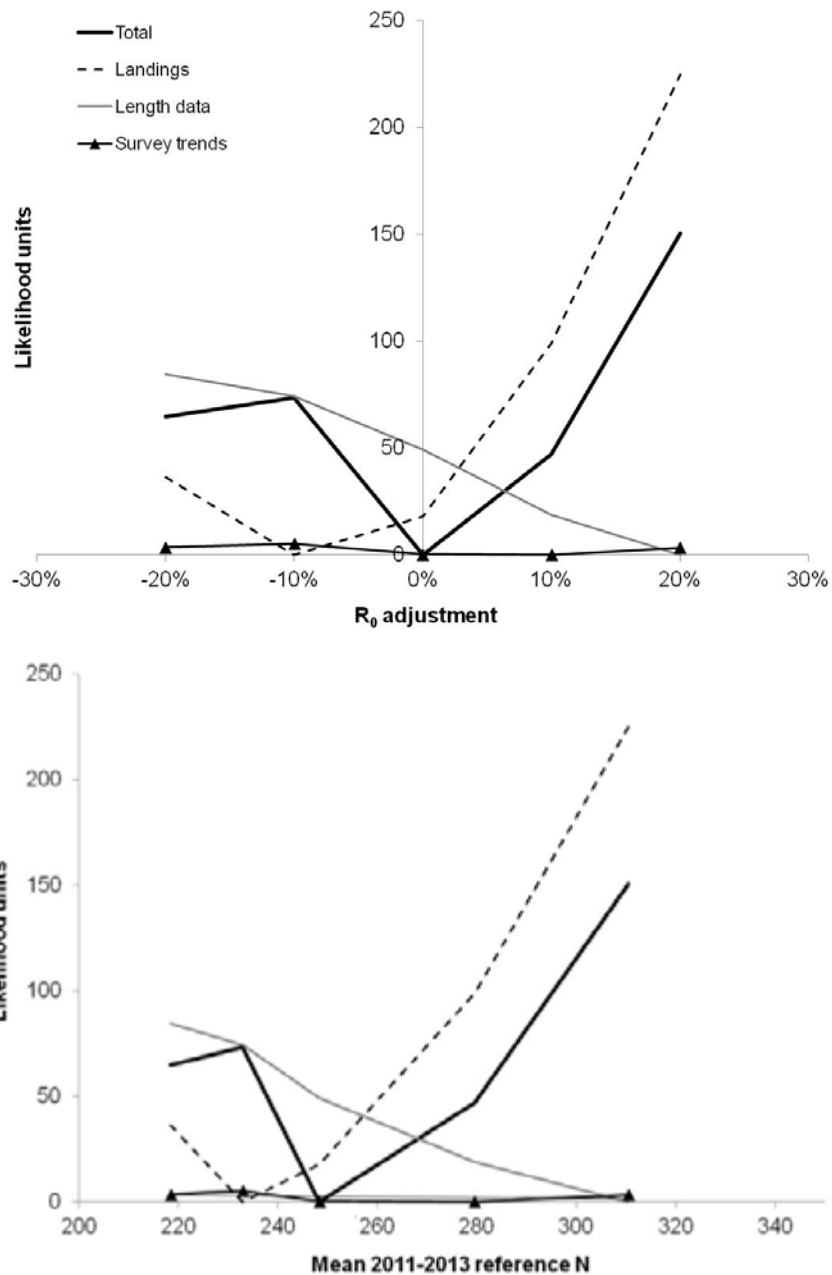 250
Total
Landings
200
Length data
Survey trends
150
Likelihood units
100
50
0
-30% -20% -10% 0% 10% 20% 30%
R₀ adjustment
250
200
150
Likelihood units
100
50
0
200 220 240 260 280 300 320 340
Mean 2011-2013 reference N